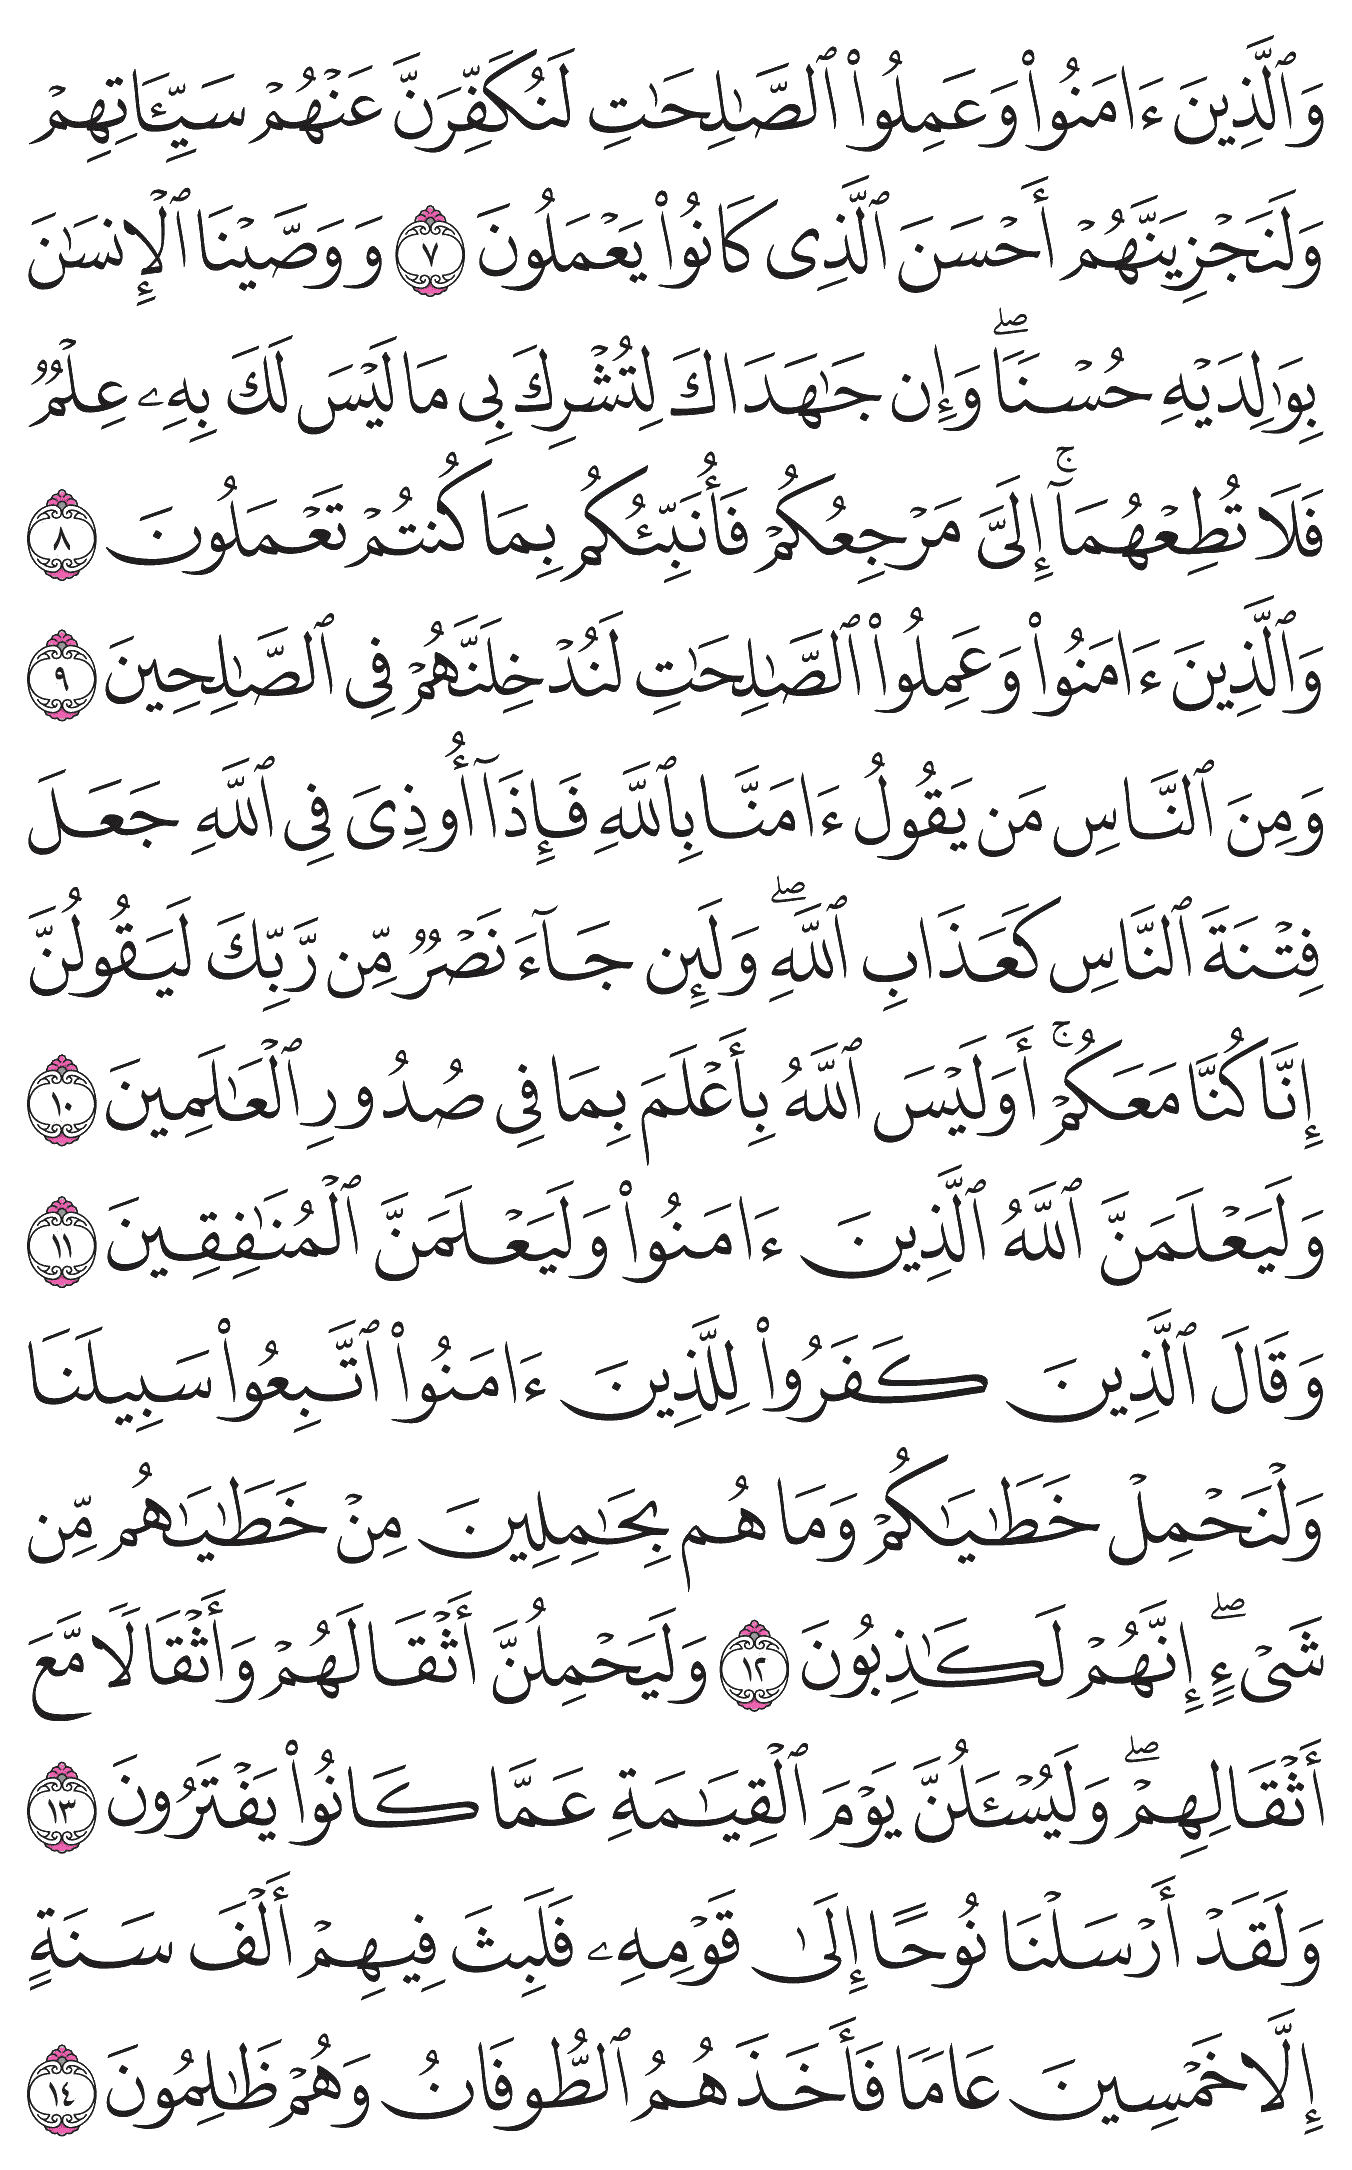 وَٱلَّذِينَ ءَامَنُوا۟ وَعَمِلُوا۟ ٱلصَّـٰلِحَـٰتِ لَنُكَفِّرَنَّ عَنْهُمْ سَيِّـَٔاتِهِمْ
وَلَنَجْزِيَنَّهُمْ أَحْسَنَ ٱلَّذِى كَانُوا۟ يَعْمَلُونَ ٧ وَوَصَّيْنَا ٱلْإِنسَـٰنَ
بِوَٰلِدَيْهِ حُسْنًا ۖ وَإِن جَـٰهَدَاكَ لِتُشْرِكَ بِى مَا لَيْسَ لَكَ بِهِۦ عِلْمٌ
فَلَا تُطِعْهُمَآ ۚ إِلَىَّ مَرْجِعُكُمْ فَأُنَبِّئُكُم بِمَا كُنتُمْ تَعْمَلُونَ ٨
وَٱلَّذِينَ ءَامَنُوا۟ وَعَمِلُوا۟ ٱلصَّـٰلِحَـٰتِ لَنُدْخِلَنَّهُمْ فِى ٱلصَّـٰلِحِينَ ٩
وَمِنَ ٱلنَّاسِ مَن يَقُولُ ءَامَنَّا بِٱللَّهِ فَإِذَآ أُوذِىَ فِى ٱللَّهِ جَعَلَ
فِتْنَةَ ٱلنَّاسِ كَعَذَابِ ٱللَّهِ ۖ وَلَئِن جَآءَ نَصْرٌ مِّن رَّبِّكَ لَيَقُولُنَّ
إِنَّا كُنَّا مَعَكُمْ ۚ أَوَلَيْسَ ٱللَّهُ بِأَعْلَمَ بِمَا فِى صُدُورِ ٱلْعَـٰلَمِينَ ١٠
وَلَيَعْلَمَنَّ ٱللَّهُ ٱلَّذِينَ ءَامَنُوا۟ وَلَيَعْلَمَنَّ ٱلْمُنَـٰفِقِينَ ١١
وَقَالَ ٱلَّذِينَ كَفَرُوا۟ لِلَّذِينَ ءَامَنُوا۟ ٱتَّبِعُوا۟ سَبِيلَنَا
وَلْنَحْمِلْ خَطَـٰيَـٰكُمْ وَمَا هُم بِحَـٰمِلِينَ مِنْ خَطَـٰيَـٰهُم مِّن
شَىْءٍ ۖ إِنَّهُمْ لَكَـٰذِبُونَ ١٢ وَلَيَحْمِلُنَّ أَثْقَالَهُمْ وَأَثْقَالًا مَّعَ
أَثْقَالِهِمْ ۖ وَلَيُسْـَٔلُنَّ يَوْمَ ٱلْقِيَـٰمَةِ عَمَّا كَانُوا۟ يَفْتَرُونَ ١٣
وَلَقَدْ أَرْسَلْنَا نُوحًا إِلَىٰ قَوْمِهِۦ فَلَبِثَ فِيهِمْ أَلْفَ سَنَةٍ
إِلَّا خَمْسِينَ عَامًا فَأَخَذَهُمُ ٱلطُّوفَانُ وَهُمْ ظَـٰلِمُونَ ١٤